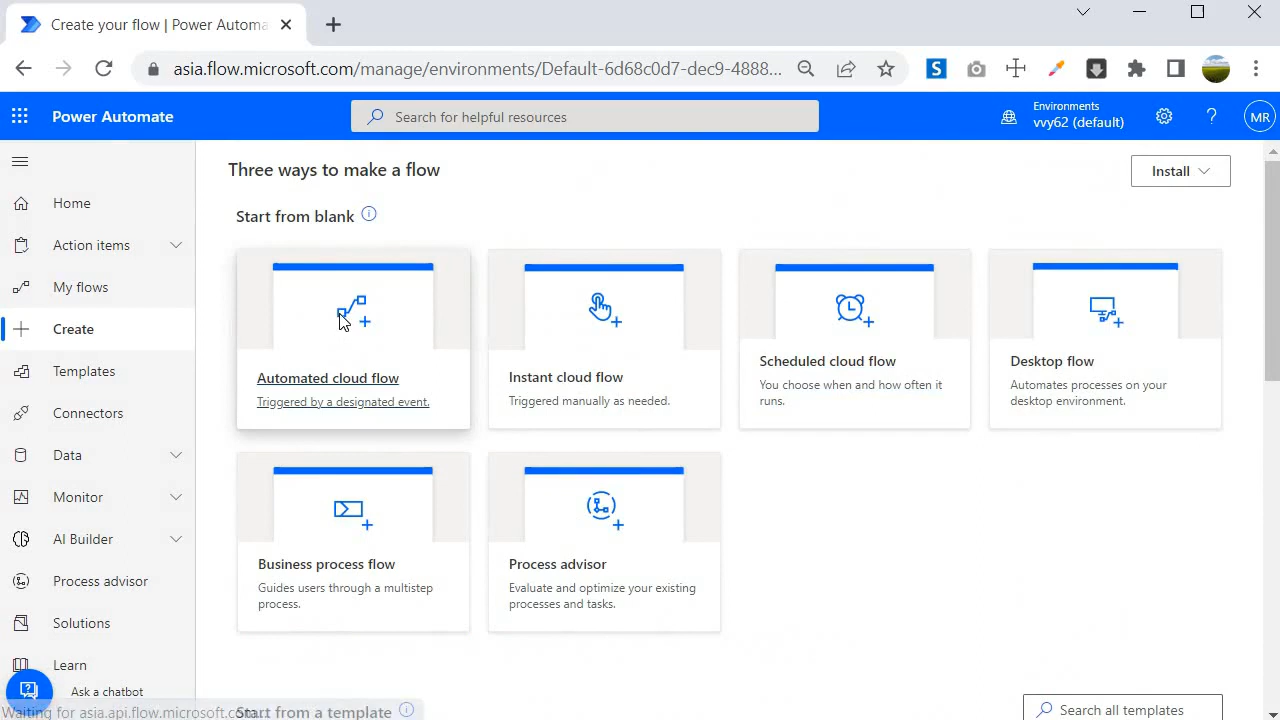 Create your flow | Power Automa
asia.flow.microsoft.com/manage/environments/Default-6d68c0d7-dec9-4888...
S
Power Automate
Search for helpful resources
Environments
vvy62 (default)
?
MR
Home
Action items
My flows
Create
Templates
Connectors
Data
Monitor
AI Builder
Process advisor
Solutions
Learn
Ask a chatbot
Three ways to make a flow
Install
Start from blank
Automated cloud flow
Triggered by a designated event.
Instant cloud flow
Triggered manually as needed.
Scheduled cloud flow
You choose when and how often it
runs.
Desktop flow
Automates processes on your
desktop environment.
Business process flow
Guides users through a multistep
process.
Process advisor
Evaluate and optimize your existing
processes and tasks.
Start from a template
Search all templates
Waiting for asia.api.flow.microsoft.com...